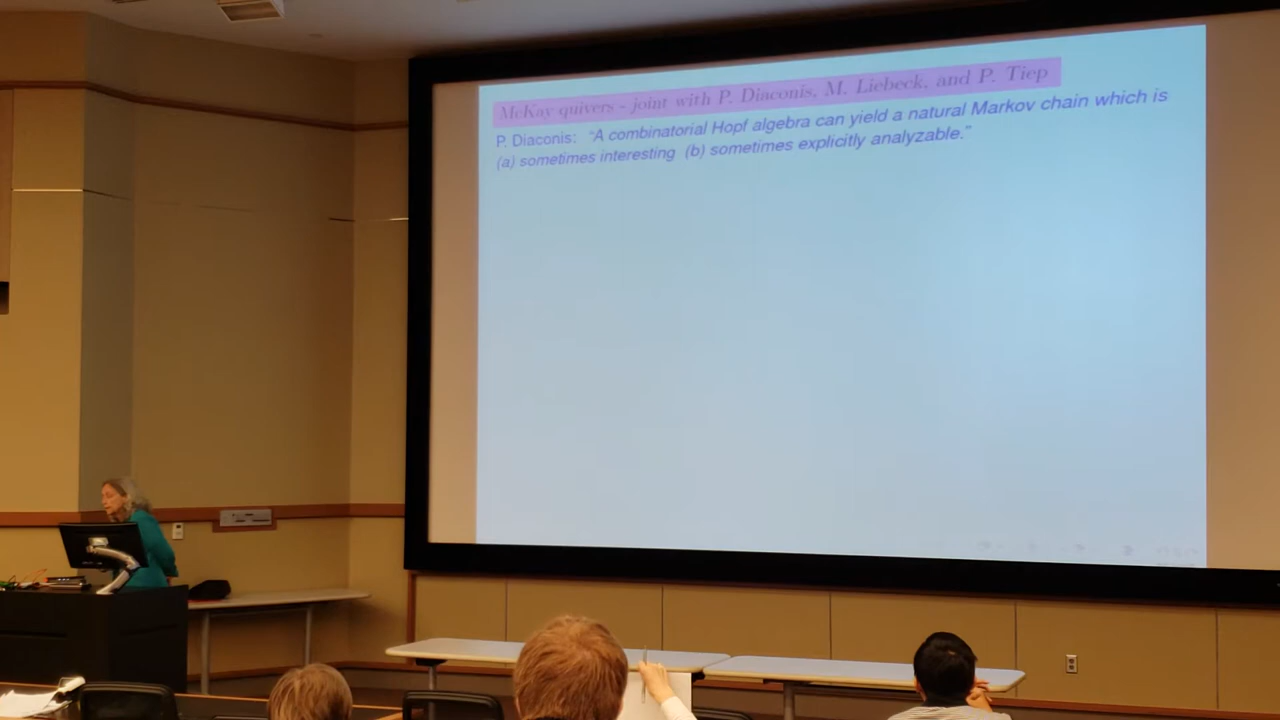 McKay quivers - joint with P. Diaconis, M. Liebeck, and P. Tiep
P. Diaconis: "A combinatorial Hopf algebra can yield a natural Markov chain which is
(a) sometimes interesting (b) sometimes explicitly analyzable."